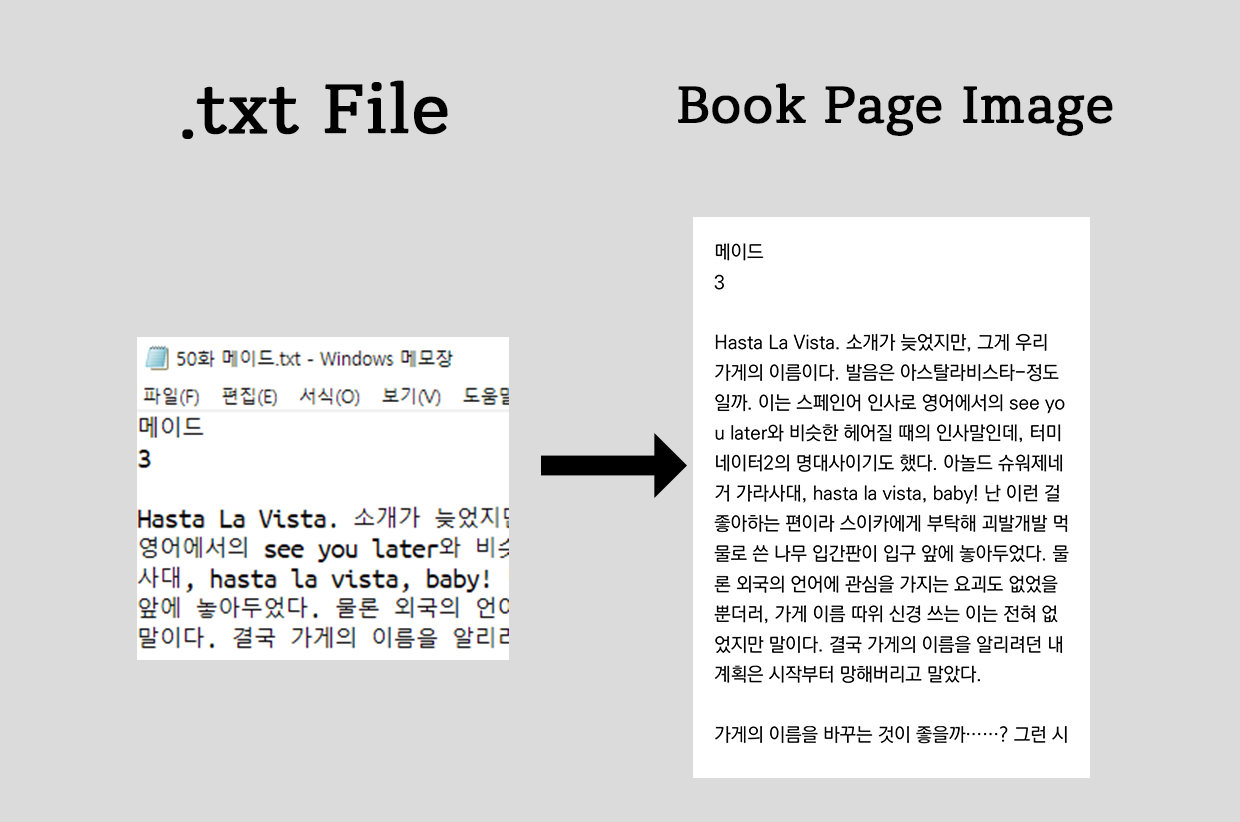 .txt File
Book Page Image
50화 메이드.txt - Windows 메모장
파일(F) 편집(E) 서식(O) 보기(V) 도움말
메이드
3
Hasta La Vista. 소개가 늦었지만
영어에서의 see you later와 비슷
사대, hasta la vista, baby!
앞에 놓아두었다. 물론 외국의 언어
말이다. 결국 가게의 이름을 알리려
메이드
3
Hasta La Vista. 소개가 늦었지만, 그게 우리
가게의 이름이다. 발음은 아스탈라비스타-정도
일까. 이는 스페인어 인사로 영어에서의 see yo
u later와 비슷한 헤어질 때의 인사말인데, 터미
네이터2의 명대사이기도 했다. 아놀드 슈워제네
거 가라사대, hasta la vista, baby! 난 이런 걸
좋아하는 편이라 스이카에게 부탁해 괴발개발 먹
물로 쓴 나무 입간판이 입구 앞에 놓아두었다. 물
론 외국의 언어에 관심을 가지는 요괴도 없었을
뿐더러, 가게 이름 따위 신경 쓰는 이는 전혀 없
었지만 말이다. 결국 가게의 이름을 알리려던 내
계획은 시작부터 망해버리고 말았다.
가게의 이름을 바꾸는 것이 좋을까……? 그런 시